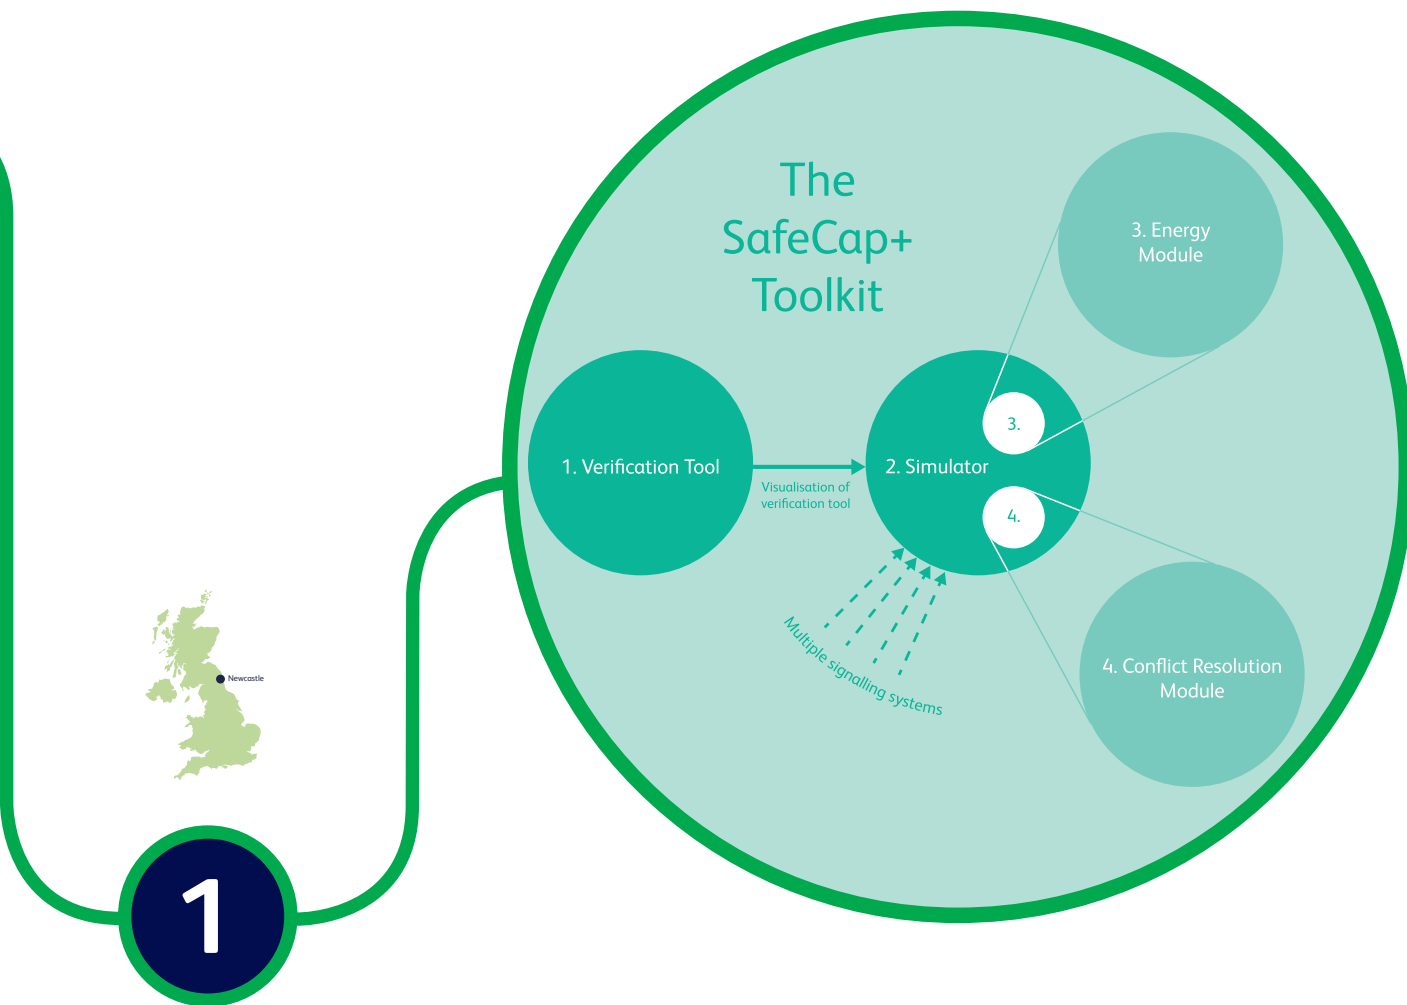 The
SafeCap+
Toolkit
3. Energy
Module
1. Verification Tool
Visualisation of
verification tool
2. Simulator
3.
4.
Multiple signalling systems
4. Conflict Resolution
Module
Newcastle
1